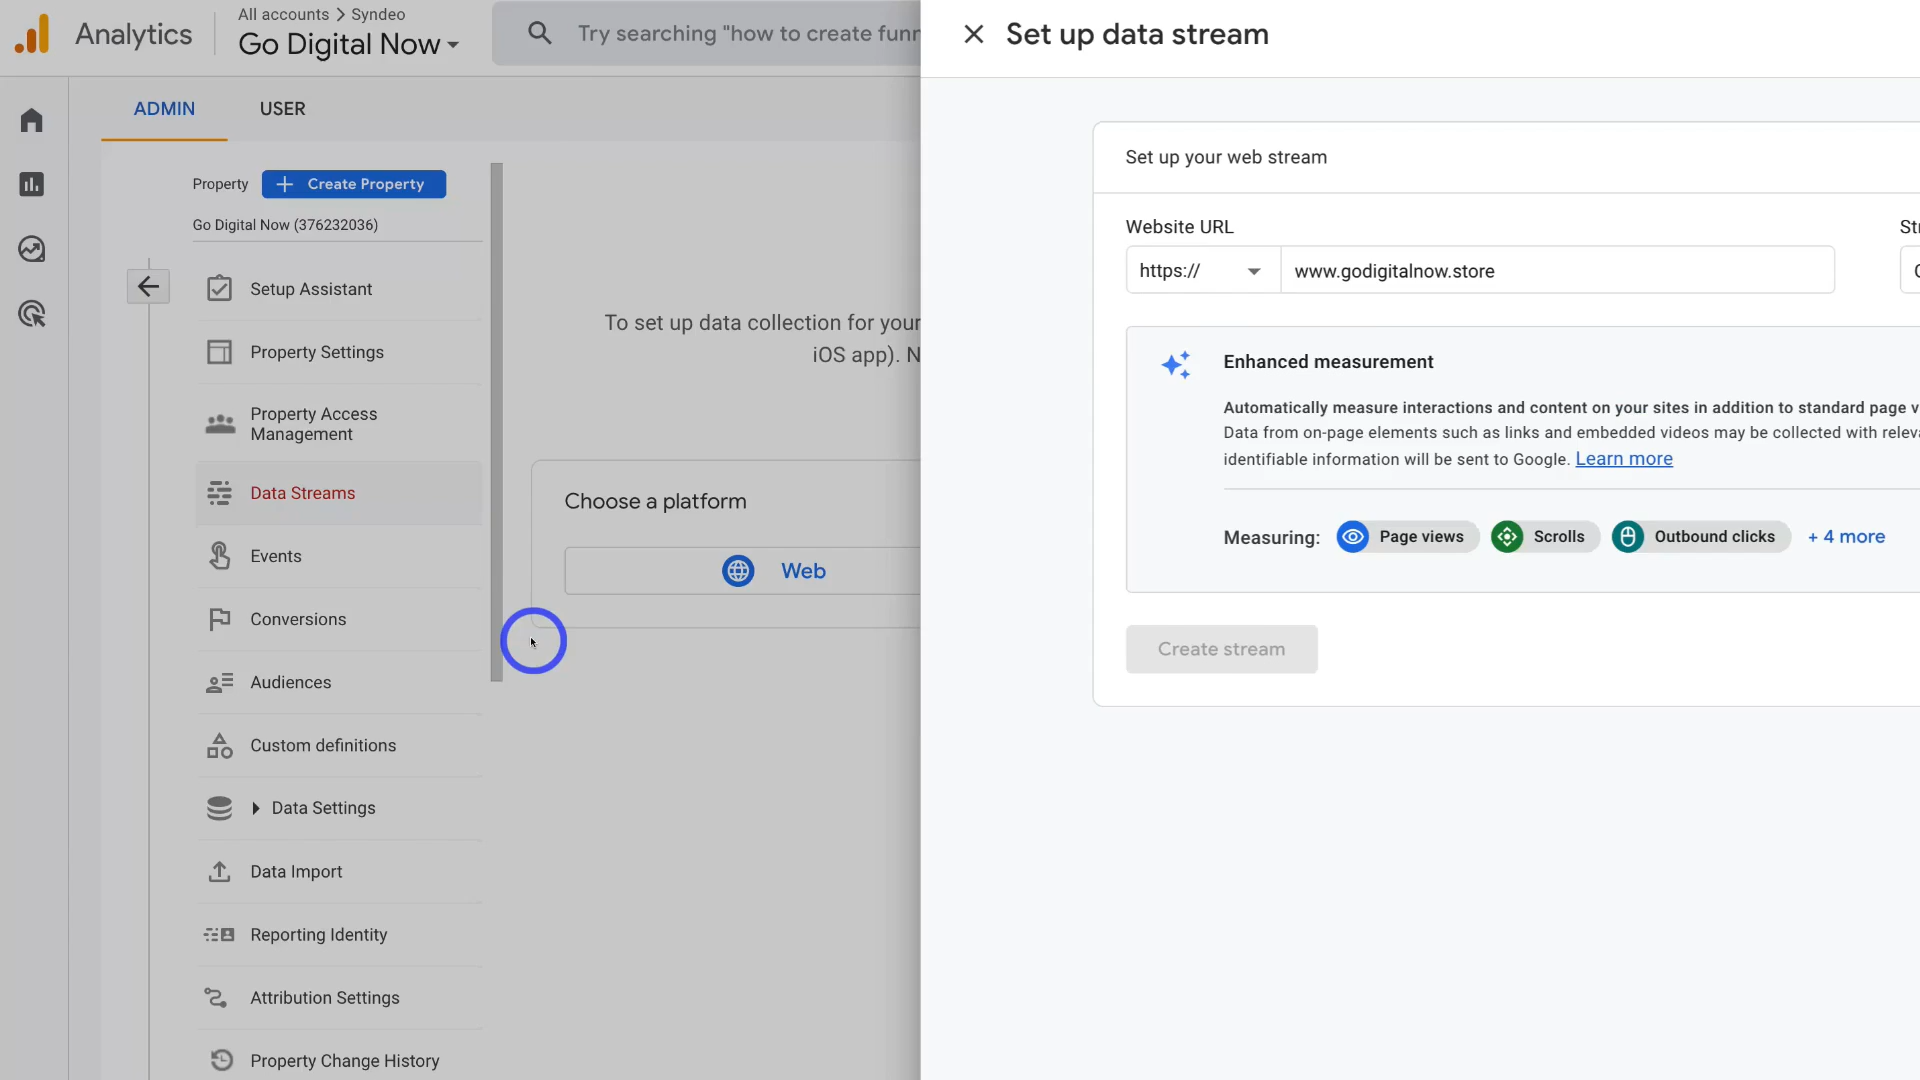 Analytics
All accounts > Syndeo
Go Digital Now
Try searching "how to create funn
Set up data stream
ADMIN
USER
Property
Create Property
Go Digital Now (376232036)
Setup Assistant
Property Settings
Property Access
Management
Data Streams
Events
Conversions
Audiences
Custom definitions
Data Settings
Data Import
Reporting Identity
Attribution Settings
Property Change History
To set up data collection for your
iOS app). N
Choose a platform
Web
Set up your web stream
Website URL
Str
https://
www.godigitalnow.store
Enhanced measurement
Automatically measure interactions and content on your sites in addition to standard page v
Data from on-page elements such as links and embedded videos may be collected with releva
identifiable information will be sent to Google. Learn more
Measuring:
Page views
Scrolls
Outbound clicks
+ 4 more
Create stream